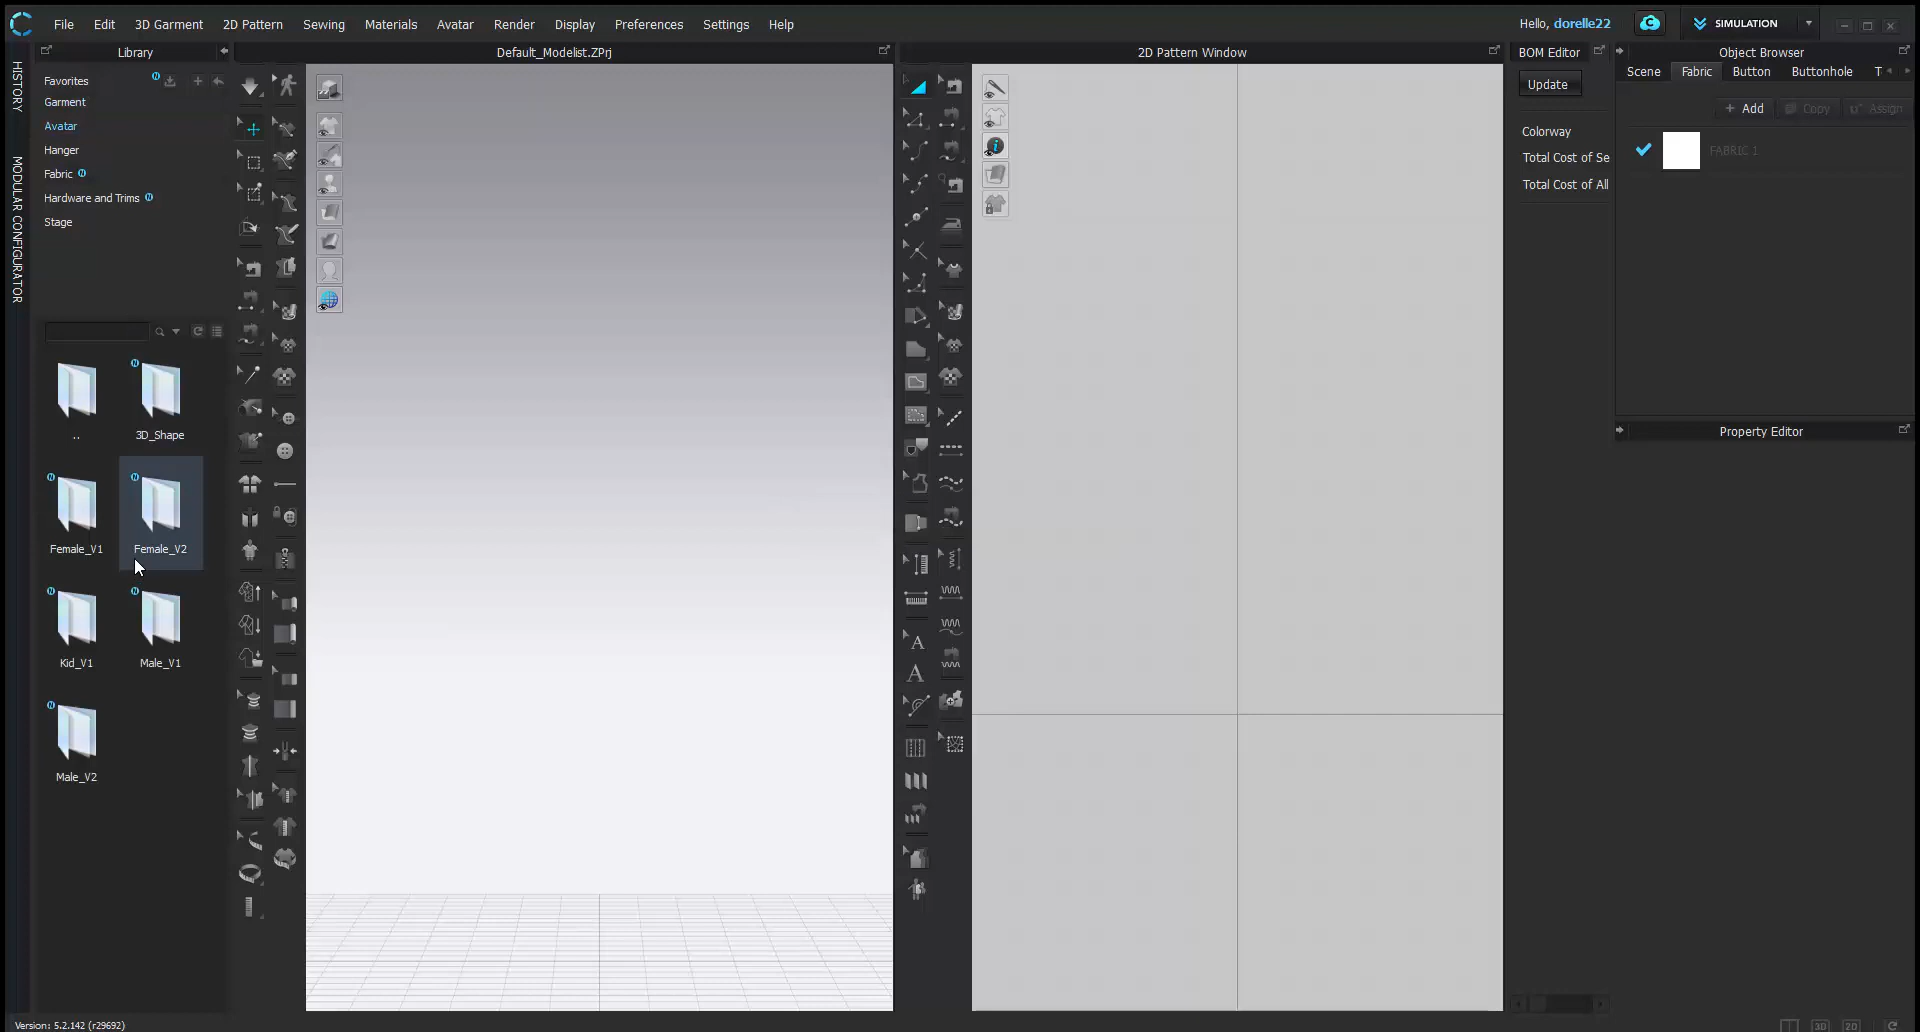 File Edit 3D Garment 2D Pattern Sewing Materials Avatar Render Display Preferences Settings Help
Hello, dorelle22
SIMULATION
Library
Default_Modelist.ZPrj
2D Pattern Window
BOM Editor
Object Browser
HISTORY
MODULAR CONFIGURATOR
Favorites
Garment
Avatar
Hanger
Fabric
Hardware and Trims
Stage
..
3D_Shape
Female_V1
Female_V2
Kid_V1
Male_V1
Male_V2
Update
Colorway
Total Cost of Se
Total Cost of All
Scene Fabric Button Buttonhole T
+ Add Copy Assign
FABRIC 1
Property Editor
Version: 5.2.142 (r29692)
3D 2D